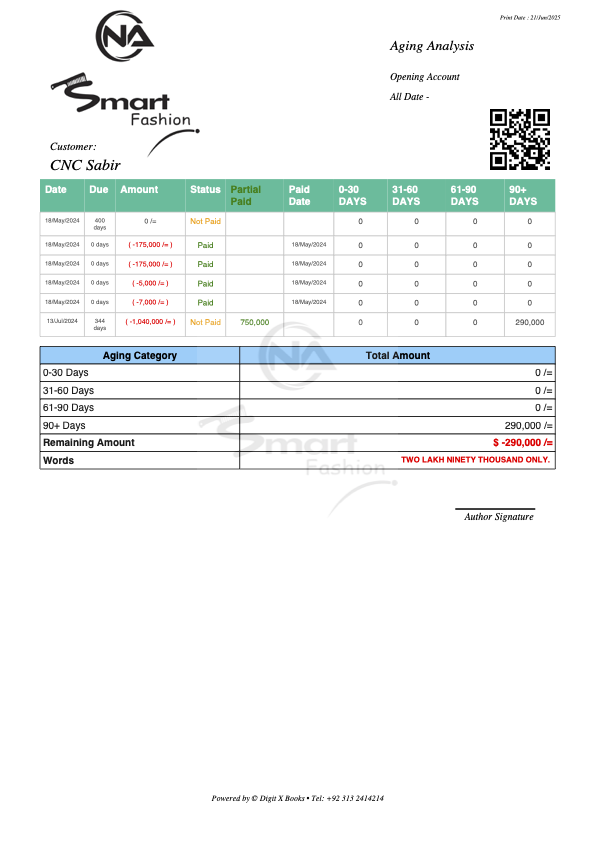 Print Date : 21/Jun/2025
NA
Smart
Fashion
Aging Analysis
Opening Account
All Date -
Customer:
CNC Sabir
Date Due Amount Status Partial Paid Paid Date 0-30 DAYS 31-60 DAYS 61-90 DAYS 90+ DAYS
18/May/2024 400 days 0 /= Not Paid 0 0 0 0
18/May/2024 0 days ( -175,000 /= ) Paid 18/May/2024 0 0 0 0
18/May/2024 0 days ( -175,000 /= ) Paid 18/May/2024 0 0 0 0
18/May/2024 0 days ( -5,000 /= ) Paid 18/May/2024 0 0 0 0
18/May/2024 0 days ( -7,000 /= ) Paid 18/May/2024 0 0 0 0
13/Jul/2024 344 days ( -1,040,000 /= ) Not Paid 750,000 0 0 0 290,000
NA
Smart
Fashion
Aging Category Total Amount
0-30 Days 0 /=
31-60 Days 0 /=
61-90 Days 0 /=
90+ Days 290,000 /=
Remaining Amount $ -290,000 /=
Words TWO LAKH NINETY THOUSAND ONLY.
Author Signature
Powered by © Digit X Books • Tel: +92 313 2414214